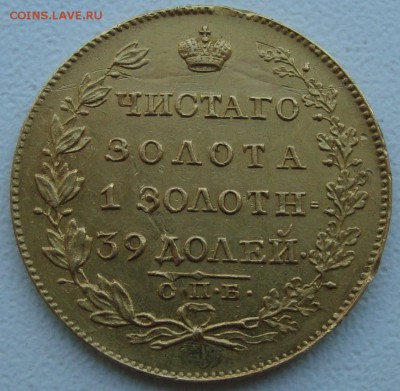 COINS.LAVE.RU
ЧИСТАГО
ЗОЛОТА
1 ЗОЛОТН=
39 ДОЛЕЙ.
С·П·Б·